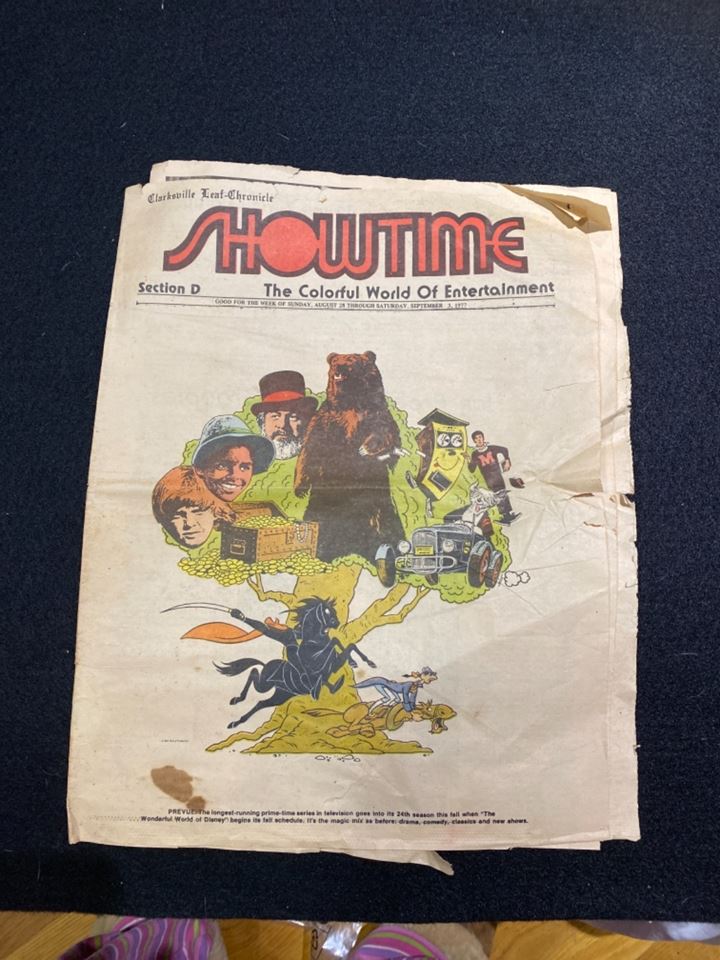 Clarksville Leaf-Chronicle
SHOWTIME
Section D The Colorful World Of Entertainment
GOOD FOR THE WEEK OF SUNDAY, AUGUST 28 THROUGH SATURDAY, SEPTEMBER 3, 1977
M
PREVUE: The longest-running prime-time series in television goes into its 24th season this fall when "The
Wonderful World of Disney" begins its fall schedule. It's the magic mix as before: drama, comedy, classics and new shows.